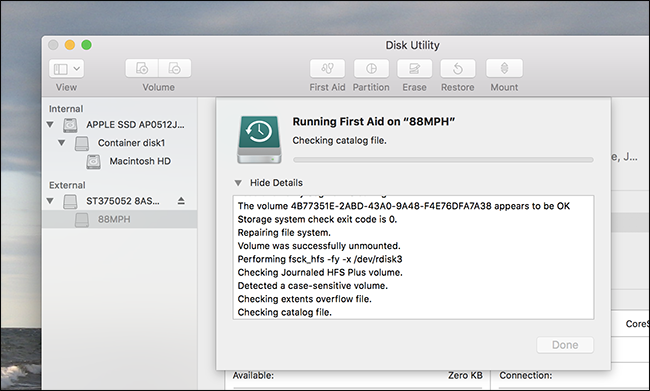 Disk Utility
View
Volume
First Aid
Partition
Erase
Restore
Mount
Internal
APPLE SSD AP0512J...
Container disk1
Macintosh HD
External
ST375052 8AS...
88MPH
Running First Aid on “88MPH”
Checking catalog file.
Hide Details
The volume 4B77351E-2ABD-43A0-9A48-F4E76DFA7A38 appears to be OK
Storage system check exit code is 0.
Repairing file system.
Volume was successfully unmounted.
Performing fsck_hfs -fy -x /dev/rdisk3
Checking Journaled HFS Plus volume.
Detected a case-sensitive volume.
Checking extents overflow file.
Checking catalog file.
Done
e, J...
CoreS
Available: Zero KB
Connection: